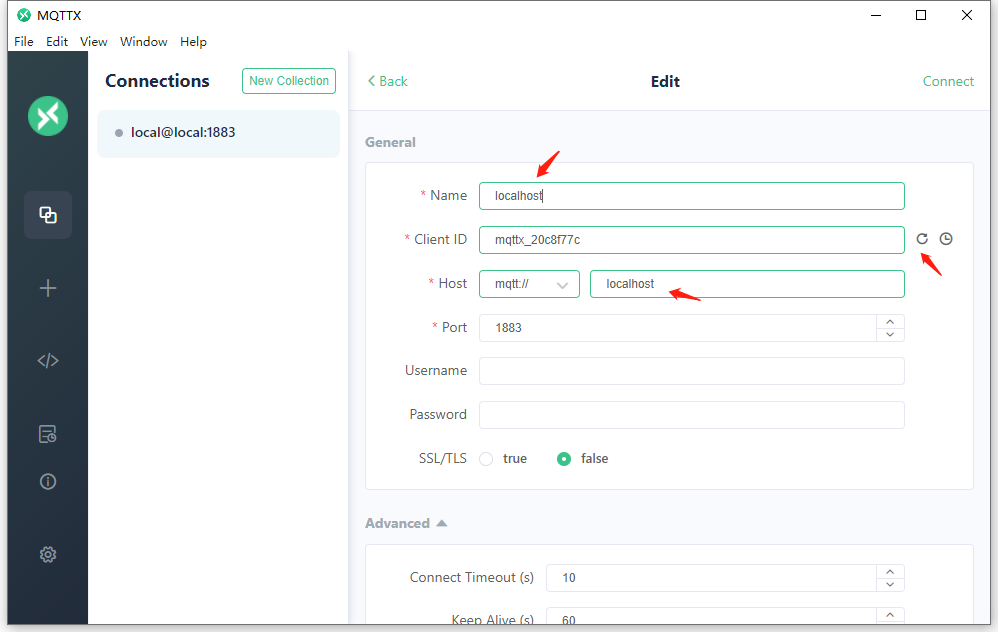 MQTTX
File Edit View Window Help
Connections
New Collection
Back
Edit
Connect
local@local:1883
General
* Name localhost
* Client ID mqttx_20c8f77c
* Host mqtt:// localhost
* Port 1883
Username
Password
SSL/TLS true false
Advanced
Connect Timeout (s) 10
Keep Alive (s) 60